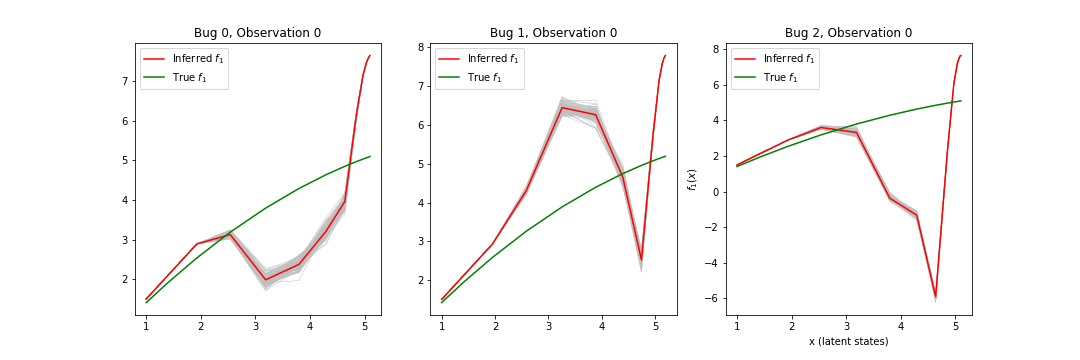 Bug 0, Observation 0
Inferred f₁
True f₁
7
6
5
4
3
2
1 2 3 4 5
Bug 1, Observation 0
Inferred f₁
True f₁
8
7
6
5
4
3
2
1 2 3 4 5
Bug 2, Observation 0
Inferred f₁
True f₁
f₁(x)
8
6
4
2
0
−2
−4
−6
1 2 3 4 5
x (latent states)